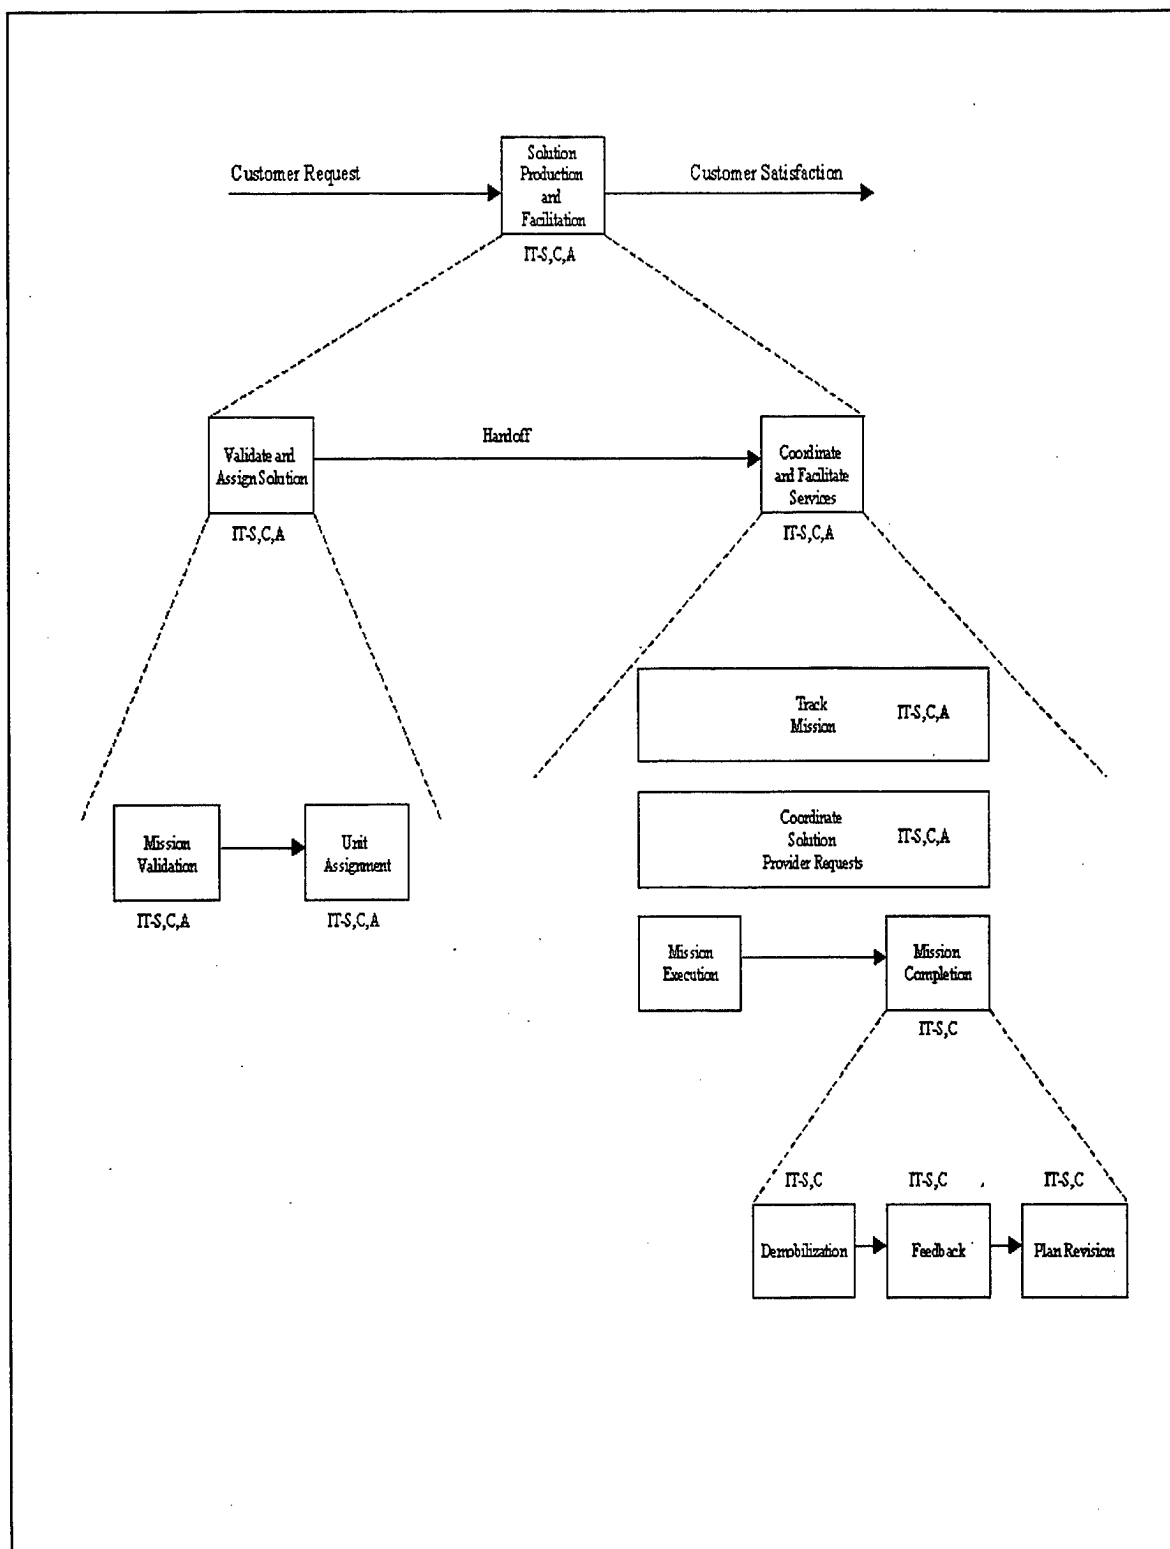 Customer Request
Solution
Production
and
Facilitation
Customer Satisfaction
IT-S,C,A
Validate and
Assign Solution
Handoff
Coordinate
and Facilitate
Services
IT-S,C,A
IT-S,C,A
Track
Mission
IT-S,C,A
Mission
Validation
Unit
Assignment
IT-S,C,A
IT-S,C,A
Coordinate
Solution
Provider Requests
IT-S,C,A
Mission
Execution
Mission
Completion
IT-S,C
IT-S,C
IT-S,C
IT-S,C
Demobilization
Feedback
Plan Revision